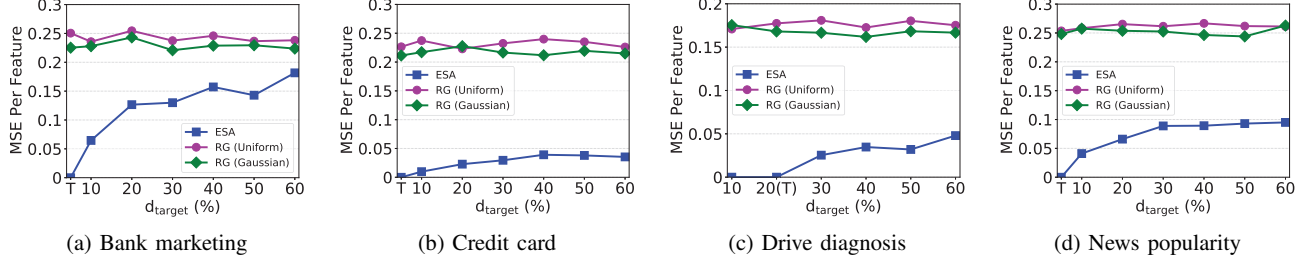 MSE Per Feature
0.3
0.25
0.2
0.15
0.1
0.05
0
ESA
RG (Uniform)
RG (Gaussian)
T 10 20 30 40 50 60
d_target (%)
(a) Bank marketing
MSE Per Feature
0.3
0.25
0.2
0.15
0.1
0.05
0
ESA
RG (Uniform)
RG (Gaussian)
T 10 20 30 40 50 60
d_target (%)
(b) Credit card
MSE Per Feature
0.2
0.15
0.1
0.05
0
ESA
RG (Uniform)
RG (Gaussian)
10 20(T) 30 40 50 60
d_target (%)
(c) Drive diagnosis
MSE Per Feature
0.3
0.25
0.2
0.15
0.1
0.05
0
ESA
RG (Uniform)
RG (Gaussian)
T 10 20 30 40 50 60
d_target (%)
(d) News popularity